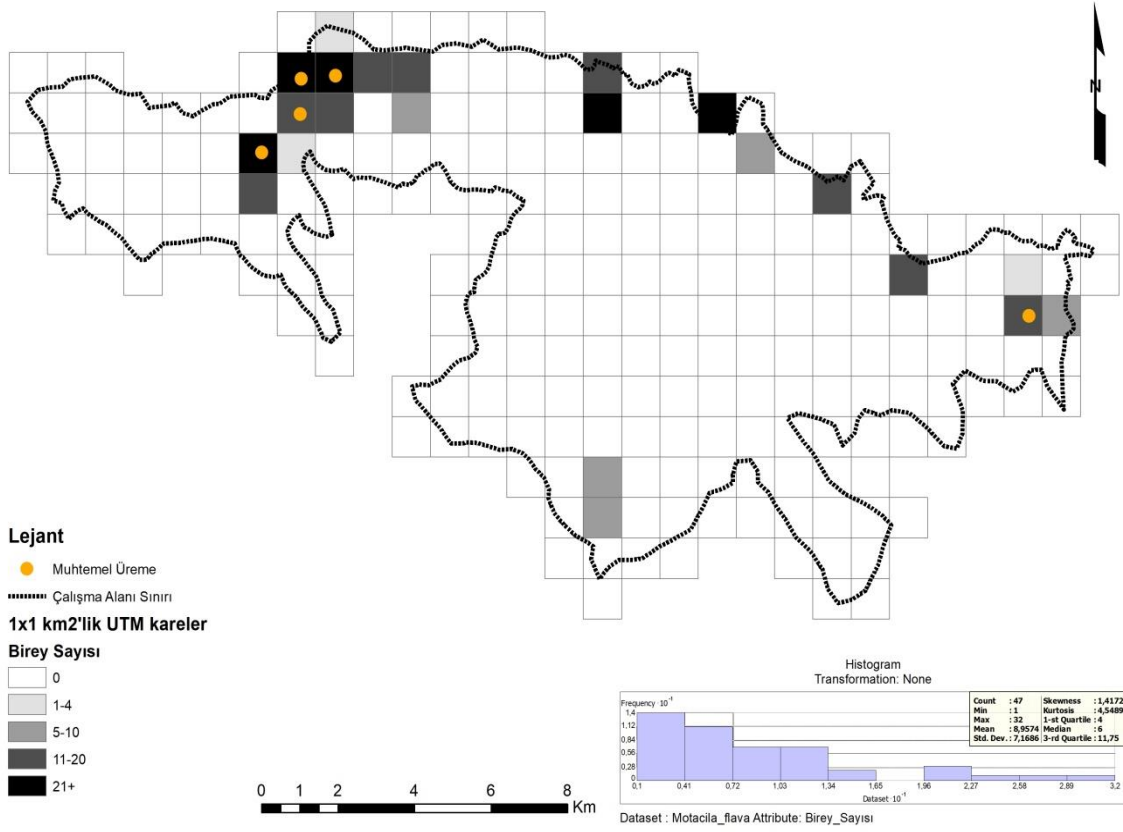 N
Lejant
Muhtemel Üreme
Çalışma Alanı Sınırı
1x1 km2'lik UTM kareler
Birey Sayısı
0
1-4
5-10
11-20
21+
0 1 2 4 6 8
Km
Histogram
Transformation: None
Frequency · 10⁻¹
Count : 47 Skewness : 1,4172
Min : 1 Kurtosis : 4,5489
Max : 32 1-st Quartile : 4
Mean : 8,9574 Median : 6
Std. Dev. : 7,1686 3-rd Quartile : 11,75
1,4
1,12
0,84
0,56
0,28
0
0,1 0,41 0,72 1,03 1,34 1,65 1,96 2,27 2,58 2,89 3,2
Dataset · 10⁻¹
Dataset : Motacila_flava Attribute: Birey_Sayısı